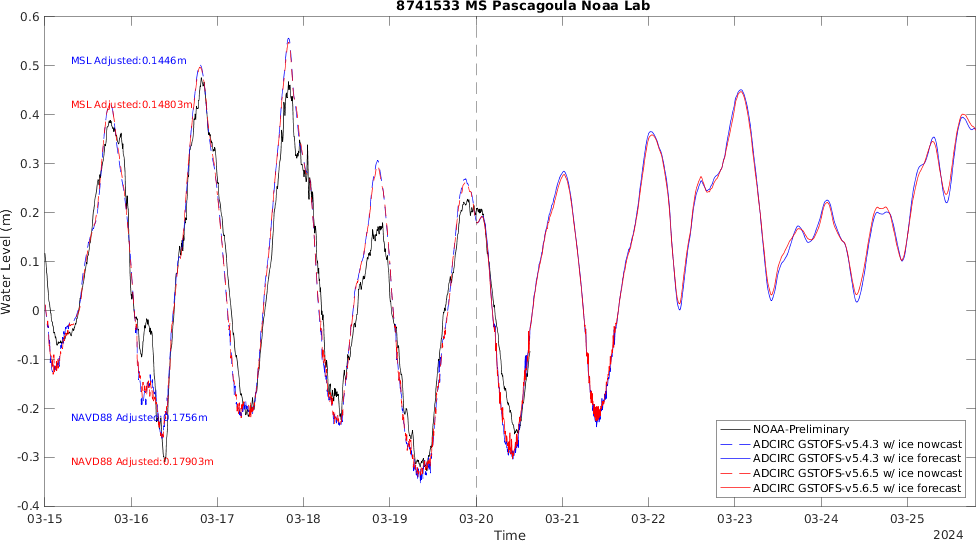 8741533 MS Pascagoula Noaa Lab
0.6
0.5
0.4
0.3
0.2
0.1
0
-0.1
-0.2
-0.3
-0.4
Water Level (m)
MSL Adjusted:0.1446m
MSL Adjusted:0.14803m
NAVD88 Adjusted:0.1756m
NAVD88 Adjusted:0.17903m
NOAA-Preliminary
ADCIRC GSTOFS-v5.4.3 w/ ice nowcast
ADCIRC GSTOFS-v5.4.3 w/ ice forecast
ADCIRC GSTOFS-v5.6.5 w/ ice nowcast
ADCIRC GSTOFS-v5.6.5 w/ ice forecast
03-15 03-16 03-17 03-18 03-19 03-20 03-21 03-22 03-23 03-24 03-25
Time
2024